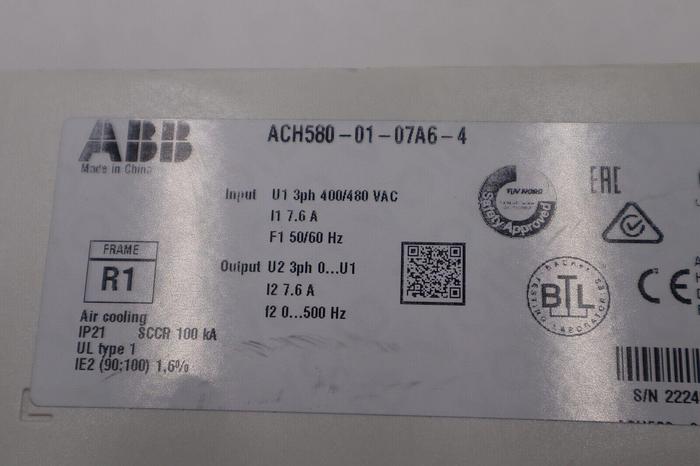 ABB
Made in China
ACH580-01-07A6-4
Input U1 3ph 400/480 VAC
I1 7.6 A
F1 50/60 Hz
Output U2 3ph 0...U1
I2 7.6 A
f2 0...500 Hz
FRAME
R1
Air cooling
IP21 SCCR 100 kA
UL type 1
IE2 (90;100) 1,6%
TÜV NORD
Safety Approved
EAC
BACnet
BTL
TESTING LABORATORIES
CE
S/N 2224